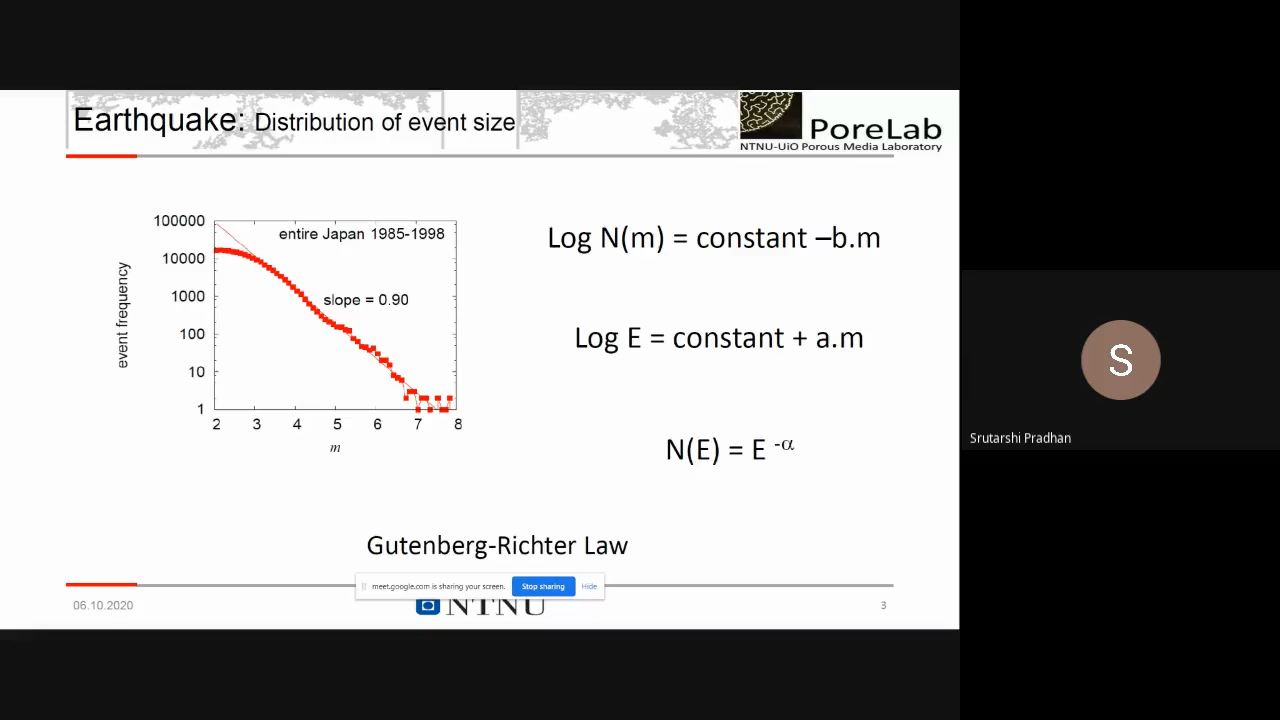 Earthquake: Distribution of event size
PoreLab
NTNU-UiO Porous Media Laboratory
100000
10000
1000
100
10
1
event frequency
entire Japan 1985-1998
slope = 0.90
2 3 4 5 6 7 8
m
Log N(m) = constant –b.m
Log E = constant + a.m
N(E) = E -α
Gutenberg-Richter Law
meet.google.com is sharing your screen. Stop sharing Hide
06.10.2020
NTNU
3
S
Srutarshi Pradhan